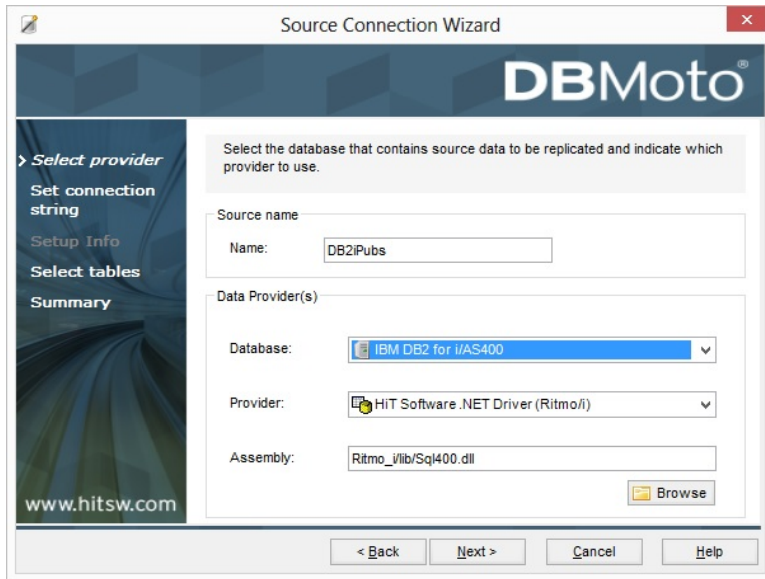 Source Connection Wizard
DBMoto®
Select provider
Set connection
string
Setup Info
Select tables
Summary
www.hitsw.com
Select the database that contains source data to be replicated and indicate which
provider to use.
Source name
Name: DB2iPubs
Data Provider(s)
Database: IBM DB2 for i/AS400
Provider: HiT Software .NET Driver (Ritmo/i)
Assembly: Ritmo_i/lib/Sql400.dll
Browse
< Back Next > Cancel Help